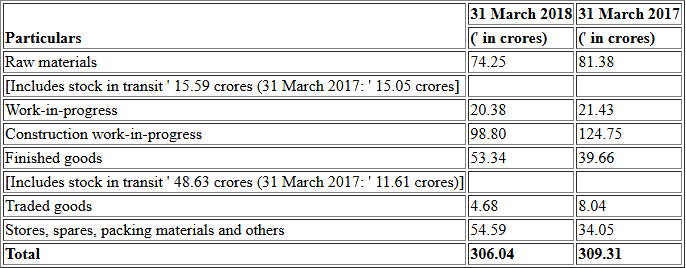 Particulars 31 March 2018 31 March 2017
(' in crores) (' in crores)
Raw materials 74.25 81.38
[Includes stock in transit ' 15.59 crores (31 March 2017: ' 15.05 crores]
Work-in-progress 20.38 21.43
Construction work-in-progress 98.80 124.75
Finished goods 53.34 39.66
[Includes stock in transit ' 48.63 crores (31 March 2017: ' 11.61 crores)]
Traded goods 4.68 8.04
Stores, spares, packing materials and others 54.59 34.05
Total 306.04 309.31